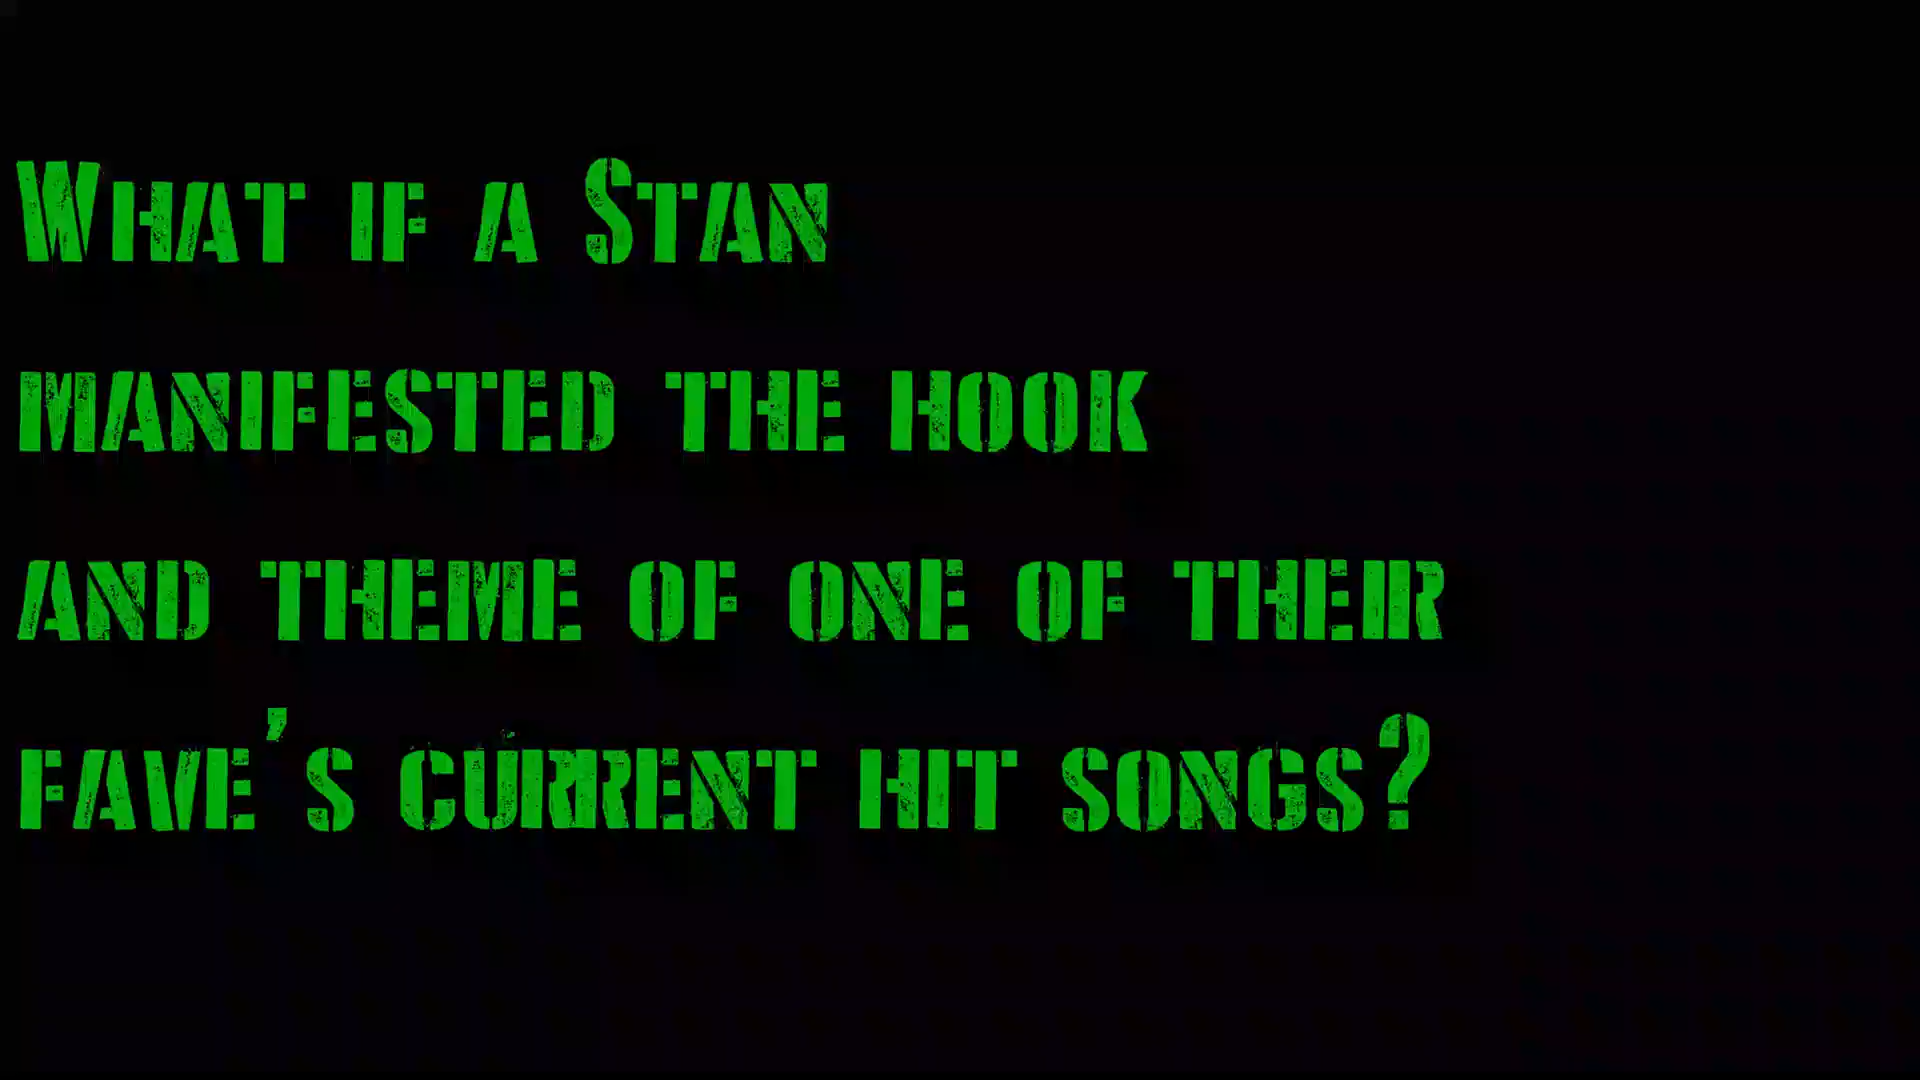 What if a Stan
manifested the hook
and theme of one of their
fave's current hit songs?